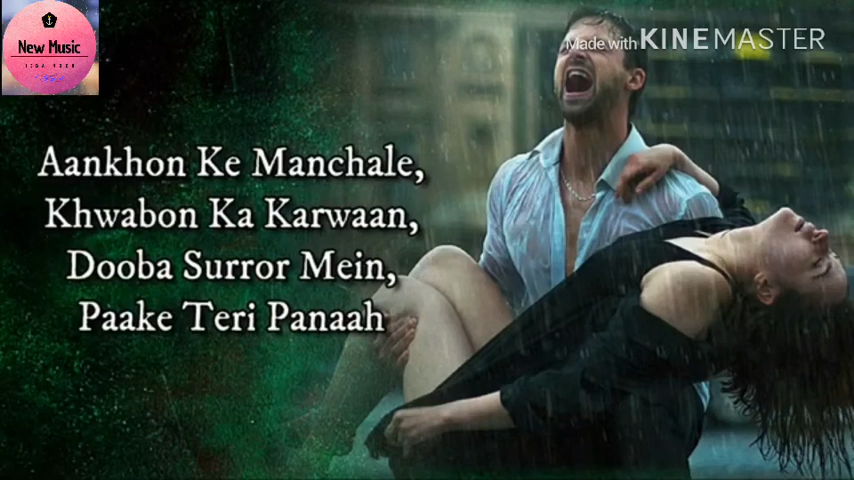 New Music
Made with KINEMASTER
Aankhon Ke Manchale,
Khwabon Ka Karwaan,
Dooba Surror Mein,
Paake Teri Panaah